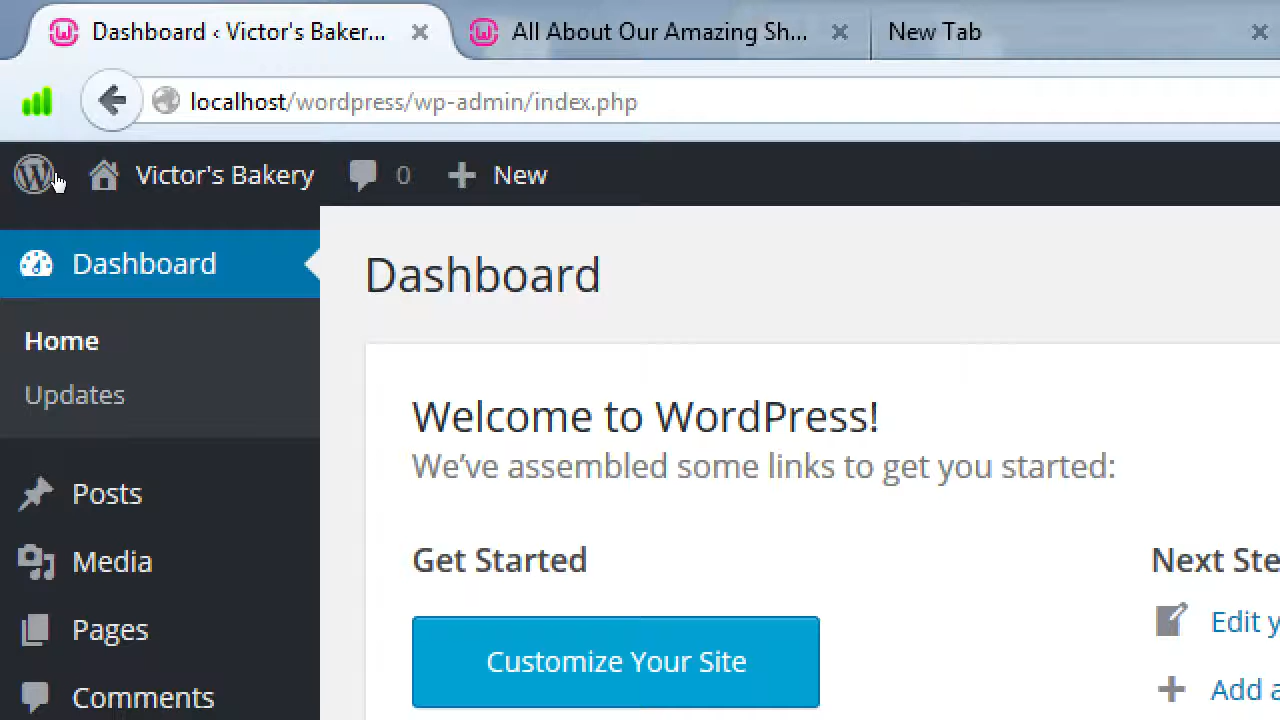 Dashboard ‹ Victor's Baker...
All About Our Amazing Sh...
New Tab
localhost/wordpress/wp-admin/index.php
Victor's Bakery 0 New
Dashboard
Home
Updates
Posts
Media
Pages
Comments
Dashboard
Welcome to WordPress!
We’ve assembled some links to get you started:
Get Started
Customize Your Site
Next Ste
Edit y
Add a